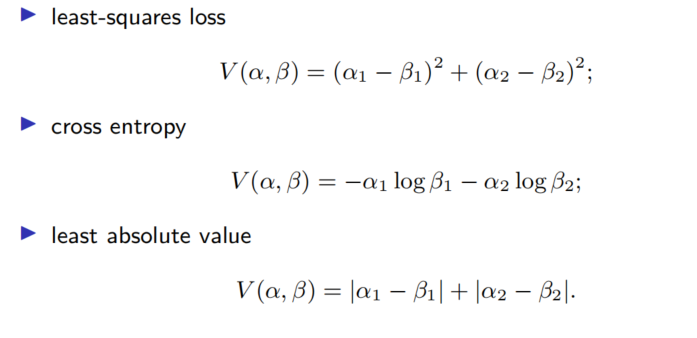 ▶ least-squares loss
V(α, β) = (α₁ − β₁)² + (α₂ − β₂)²;
▶ cross entropy
V(α, β) = −α₁ log β₁ − α₂ log β₂;
▶ least absolute value
V(α, β) = |α₁ − β₁| + |α₂ − β₂|.